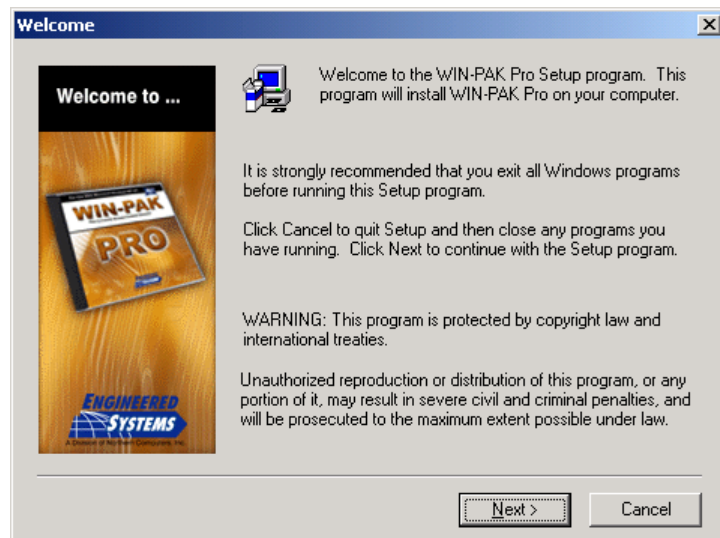 Welcome
Welcome to ...
WIN-PAK
PRO
ENGINEERED
SYSTEMS
A Division of Northern Computers, Inc.
Welcome to the WIN-PAK Pro Setup program. This
program will install WIN-PAK Pro on your computer.
It is strongly recommended that you exit all Windows programs
before running this Setup program.
Click Cancel to quit Setup and then close any programs you
have running. Click Next to continue with the Setup program.
WARNING: This program is protected by copyright law and
international treaties.
Unauthorized reproduction or distribution of this program, or any
portion of it, may result in severe civil and criminal penalties, and
will be prosecuted to the maximum extent possible under law.
Next >
Cancel